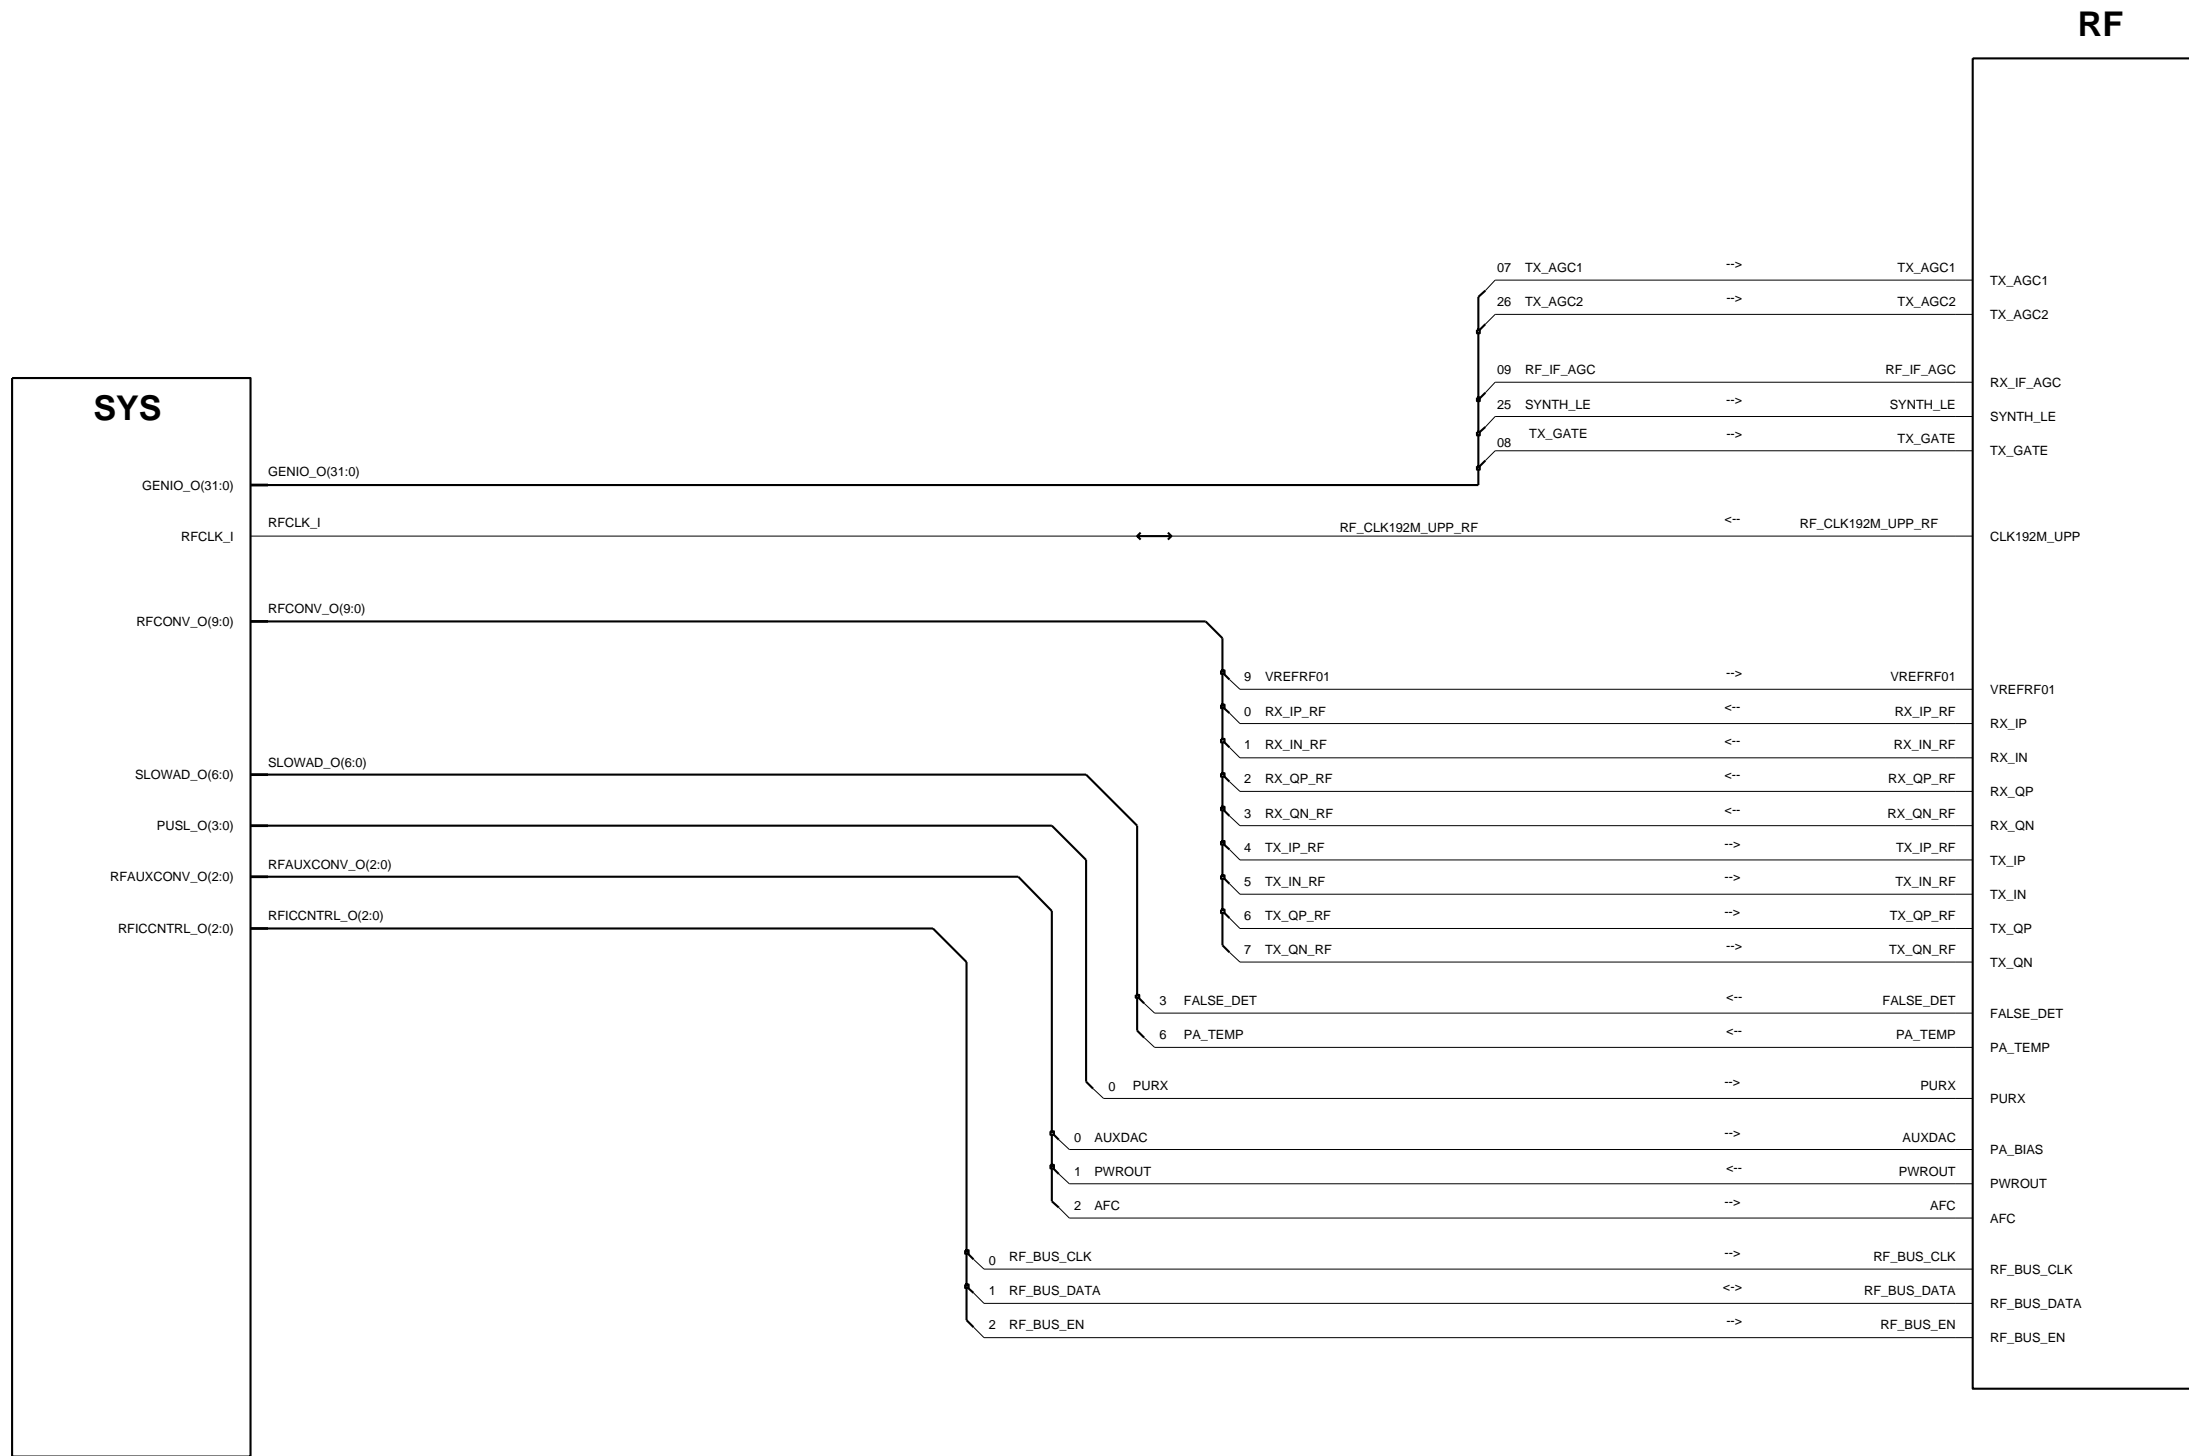 RF
07 TX_AGC1 --> TX_AGC1
TX_AGC1
26 TX_AGC2 --> TX_AGC2
TX_AGC2
09 RF_IF_AGC RF_IF_AGC
RX_IF_AGC
SYS
25 SYNTH_LE --> SYNTH_LE
SYNTH_LE
08 TX_GATE --> TX_GATE
TX_GATE
GENIO_O(31:0)
GENIO_O(31:0)
RFCLK_I
RFCLK_I
RF_CLK192M_UPP_RF <-- RF_CLK192M_UPP_RF
CLK192M_UPP
RFCONV_O(9:0)
RFCONV_O(9:0)
9 VREFRF01 --> VREFRF01
VREFRF01
0 RX_IP_RF <-- RX_IP_RF
RX_IP
1 RX_IN_RF <-- RX_IN_RF
RX_IN
SLOWAD_O(6:0)
SLOWAD_O(6:0)
2 RX_QP_RF <-- RX_QP_RF
RX_QP
3 RX_QN_RF <-- RX_QN_RF
RX_QN
PUSL_O(3:0)
4 TX_IP_RF --> TX_IP_RF
TX_IP
RFAUXCONV_O(2:0)
RFAUXCONV_O(2:0)
5 TX_IN_RF --> TX_IN_RF
TX_IN
RFICCNTRL_O(2:0)
RFICCNTRL_O(2:0)
6 TX_QP_RF --> TX_QP_RF
TX_QP
7 TX_QN_RF --> TX_QN_RF
TX_QN
3 FALSE_DET <-- FALSE_DET
FALSE_DET
6 PA_TEMP <-- PA_TEMP
PA_TEMP
0 PURX --> PURX
PURX
0 AUXDAC --> AUXDAC
PA_BIAS
1 PWROUT <-- PWROUT
PWROUT
2 AFC --> AFC
AFC
0 RF_BUS_CLK --> RF_BUS_CLK
RF_BUS_CLK
1 RF_BUS_DATA <-> RF_BUS_DATA
RF_BUS_DATA
2 RF_BUS_EN --> RF_BUS_EN
RF_BUS_EN